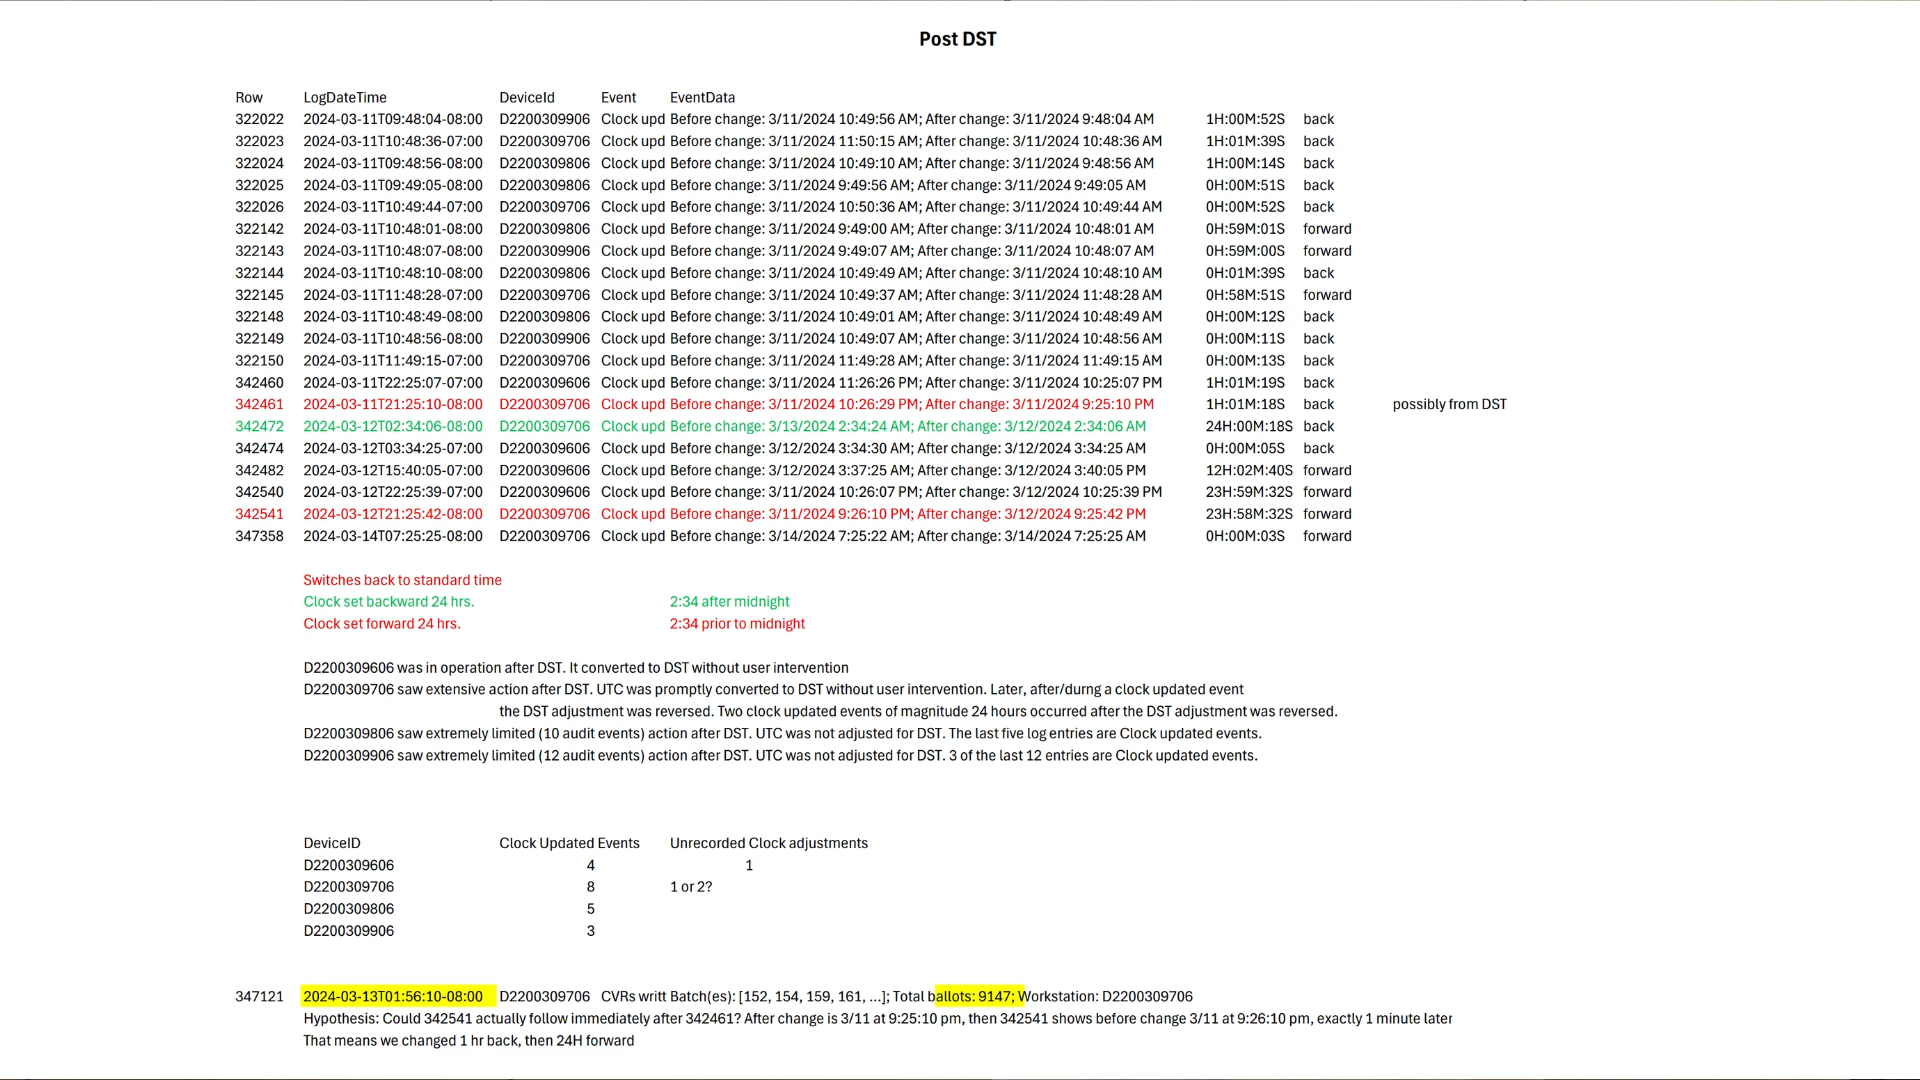 Post DST
Row LogDateTime DeviceId Event EventData
322022 2024-03-11T09:48:04-08:00 D2200309906 Clock upd Before change: 3/11/2024 10:49:56 AM; After change: 3/11/2024 9:48:04 AM 1H:00M:52S back
322023 2024-03-11T10:48:36-07:00 D2200309706 Clock upd Before change: 3/11/2024 11:50:15 AM; After change: 3/11/2024 10:48:36 AM 1H:01M:39S back
322024 2024-03-11T09:48:56-08:00 D2200309806 Clock upd Before change: 3/11/2024 10:49:10 AM; After change: 3/11/2024 9:48:56 AM 1H:00M:14S back
322025 2024-03-11T09:49:05-08:00 D2200309806 Clock upd Before change: 3/11/2024 9:49:56 AM; After change: 3/11/2024 9:49:05 AM 0H:00M:51S back
322026 2024-03-11T10:49:44-07:00 D2200309706 Clock upd Before change: 3/11/2024 10:50:36 AM; After change: 3/11/2024 10:49:44 AM 0H:00M:52S back
322142 2024-03-11T10:48:01-08:00 D2200309806 Clock upd Before change: 3/11/2024 9:49:00 AM; After change: 3/11/2024 10:48:01 AM 0H:59M:01S forward
322143 2024-03-11T10:48:07-08:00 D2200309906 Clock upd Before change: 3/11/2024 9:49:07 AM; After change: 3/11/2024 10:48:07 AM 0H:59M:00S forward
322144 2024-03-11T10:48:10-08:00 D2200309806 Clock upd Before change: 3/11/2024 10:49:49 AM; After change: 3/11/2024 10:48:10 AM 0H:01M:39S back
322145 2024-03-11T11:48:28-07:00 D2200309706 Clock upd Before change: 3/11/2024 10:49:37 AM; After change: 3/11/2024 11:48:28 AM 0H:58M:51S forward
322148 2024-03-11T10:48:49-08:00 D2200309806 Clock upd Before change: 3/11/2024 10:49:01 AM; After change: 3/11/2024 10:48:49 AM 0H:00M:12S back
322149 2024-03-11T10:48:56-08:00 D2200309906 Clock upd Before change: 3/11/2024 10:49:07 AM; After change: 3/11/2024 10:48:56 AM 0H:00M:11S back
322150 2024-03-11T11:49:15-07:00 D2200309706 Clock upd Before change: 3/11/2024 11:49:28 AM; After change: 3/11/2024 11:49:15 AM 0H:00M:13S back
342460 2024-03-11T22:25:07-07:00 D2200309606 Clock upd Before change: 3/11/2024 11:26:26 PM; After change: 3/11/2024 10:25:07 PM 1H:01M:19S back
342461 2024-03-11T21:25:10-08:00 D2200309706 Clock upd Before change: 3/11/2024 10:26:29 PM; After change: 3/11/2024 9:25:10 PM 1H:01M:18S back possibly from DST
342472 2024-03-12T02:34:06-08:00 D2200309706 Clock upd Before change: 3/13/2024 2:34:24 AM; After change: 3/12/2024 2:34:06 AM 24H:00M:18S back
342474 2024-03-12T03:34:25-07:00 D2200309606 Clock upd Before change: 3/12/2024 3:34:30 AM; After change: 3/12/2024 3:34:25 AM 0H:00M:05S back
342482 2024-03-12T15:40:05-07:00 D2200309606 Clock upd Before change: 3/12/2024 3:37:25 AM; After change: 3/12/2024 3:40:05 PM 12H:02M:40S forward
342540 2024-03-12T22:25:39-07:00 D2200309606 Clock upd Before change: 3/11/2024 10:26:07 PM; After change: 3/12/2024 10:25:39 PM 23H:59M:32S forward
342541 2024-03-12T21:25:42-08:00 D2200309706 Clock upd Before change: 3/11/2024 9:26:10 PM; After change: 3/12/2024 9:25:42 PM 23H:58M:32S forward
347358 2024-03-14T07:25:25-08:00 D2200309706 Clock upd Before change: 3/14/2024 7:25:22 AM; After change: 3/14/2024 7:25:25 AM 0H:00M:03S forward
Switches back to standard time
Clock set backward 24 hrs. 2:34 after midnight
Clock set forward 24 hrs. 2:34 prior to midnight
D2200309606 was in operation after DST. It converted to DST without user intervention
D2200309706 saw extensive action after DST. UTC was promptly converted to DST without user intervention. Later, after/durng a clock updated event
the DST adjustment was reversed. Two clock updated events of magnitude 24 hours occurred after the DST adjustment was reversed.
D2200309806 saw extremely limited (10 audit events) action after DST. UTC was not adjusted for DST. The last five log entries are Clock updated events.
D2200309906 saw extremely limited (12 audit events) action after DST. UTC was not adjusted for DST. 3 of the last 12 entries are Clock updated events.
DeviceID Clock Updated Events Unrecorded Clock adjustments
D2200309606 4 1
D2200309706 8 1 or 2?
D2200309806 5
D2200309906 3
347121 2024-03-13T01:56:10-08:00 D2200309706 CVRs writt Batch(es): [152, 154, 159, 161, ...]; Total ballots: 9147; Workstation: D2200309706
Hypothesis: Could 342541 actually follow immediately after 342461? After change is 3/11 at 9:25:10 pm, then 342541 shows before change 3/11 at 9:26:10 pm, exactly 1 minute later
That means we changed 1 hr back, then 24H forward